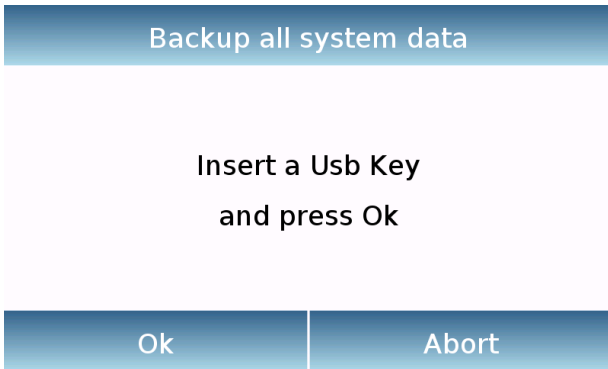 Backup all system data
Insert a Usb Key
and press Ok
Ok
Abort